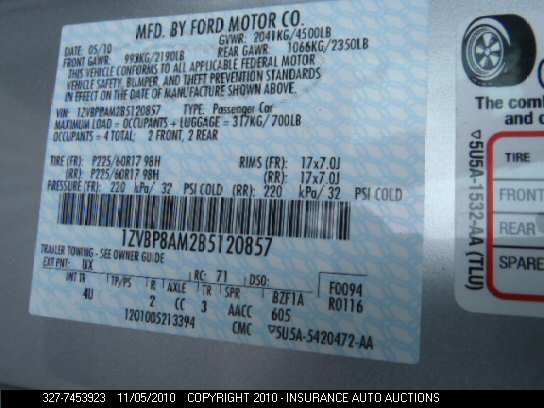 MFD. BY FORD MOTOR CO.
DATE: 05/10 GVWR: 2041KG/4500LB
FRONT GAWR: 993KG/2190LB REAR GAWR: 1066KG/2350LB
THIS VEHICLE CONFORMS TO ALL APPLICABLE FEDERAL MOTOR
VEHICLE SAFETY, BUMPER, AND THEFT PREVENTION STANDARDS
IN EFFECT ON THE DATE OF MANUFACTURE SHOWN ABOVE.
VIN: 1ZVBP8AM2B5120857 TYPE: Passenger Car
MAXIMUM LOAD = OCCUPANTS + LUGGAGE = 317KG/700LB
OCCUPANTS = 4 TOTAL; 2 FRONT, 2 REAR
TIRE (FR): P225/60R17 98H RIMS (FR): 17x7.0J
(RR): P225/60R17 98H (RR): 17x7.0J
PRESSURE (FR): 220 kPa/ 32 PSI COLD (RR): 220 kPa/ 32 PSI COLD
1ZVBP8AM2B5120857
TRAILER TOWING - SEE OWNER GUIDE
EXT PNT: UX RC: 71 DSO: F0094
INT TR TP/PS R AXLE TR SPR BZF1A R0116
4U 2 CC 3 AACC 605
1201005213394 CMC ▽5U5A-5420472-AA
▽5U5A-1532-AA (TLU)
The comb
and c
TIRE
FRONT
REAR
SPARE
327-7453923 11/05/2010 COPYRIGHT 2010 - INSURANCE AUTO AUCTIONS